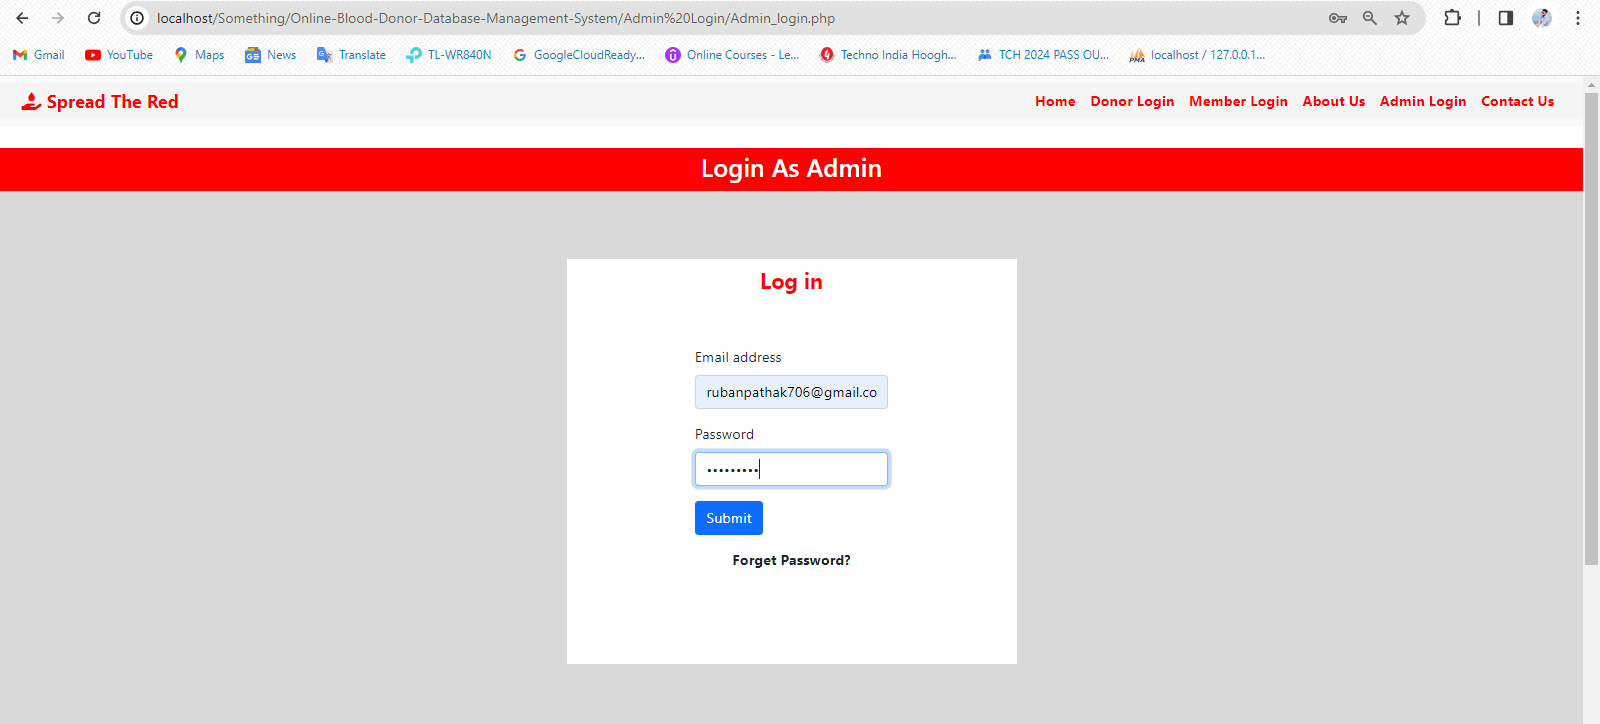 localhost/Something/Online-Blood-Donor-Database-Management-System/Admin%20Login/Admin_login.php
Gmail YouTube Maps News Translate TL-WR840N GoogleCloudReady... Online Courses - Le... Techno India Hoogh... TCH 2024 PASS OU... localhost / 127.0.0.1...
Spread The Red Home Donor Login Member Login About Us Admin Login Contact Us
Login As Admin
Log in
Email address
rubanpathak706@gmail.co
Password
•••••••••
Submit
Forget Password?